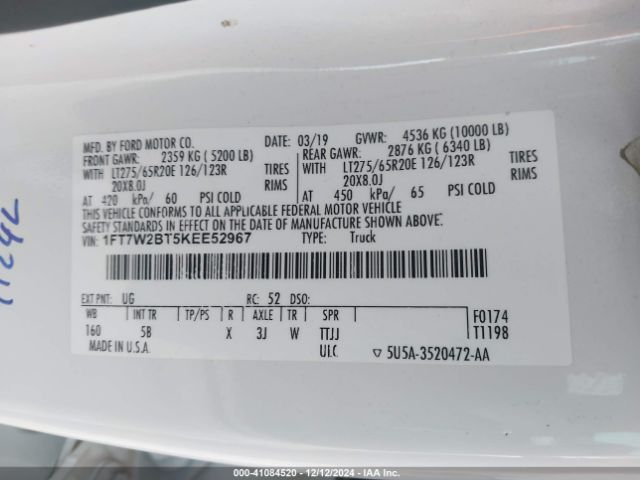 MFD. BY FORD MOTOR CO. DATE: 03/19 GVWR: 4536 KG (10000 LB)
FRONT GAWR: 2359 KG ( 5200 LB) REAR GAWR: 2876 KG ( 6340 LB)
WITH LT275/65R20E 126/123R TIRES WITH LT275/65R20E 126/123R TIRES
20X8.0J RIMS 20X8.0J RIMS
AT 420 kPa/ 60 PSI COLD AT 450 kPa/ 65 PSI COLD
THIS VEHICLE CONFORMS TO ALL APPLICABLE FEDERAL MOTOR VEHICLE
SAFETY STANDARDS IN EFFECT ON THE DATE OF MANUFACTURE SHOWN ABOVE.
VIN: 1FT7W2BT5KEE52967 TYPE: Truck
EXT PNT: UG RC: 52 DSO:
WB INT TR TP/PS R AXLE TR SPR F0174
160 5B X 3J W TTJJ T1198
MADE IN U.S.A. ULC ▽ 5U5A-3520472-AA
000-41084520 - 12/12/2024 - IAA Inc.